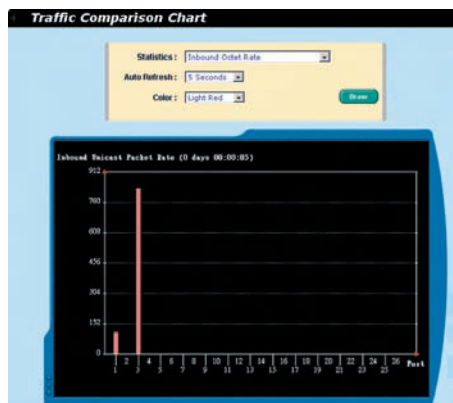 Traffic Comparison Chart
Statistics : Inbound Octet Rate
Auto Refresh : 5 Seconds
Color : Light Red
Draw
Inbound Unicast Packet Rate (0 days 00:00:05)
912
760
608
456
304
152
0
2 4 6 8 10 12 14 16 18 20 22 24 26 Port
1 3 5 7 9 11 13 15 17 19 21 23 25